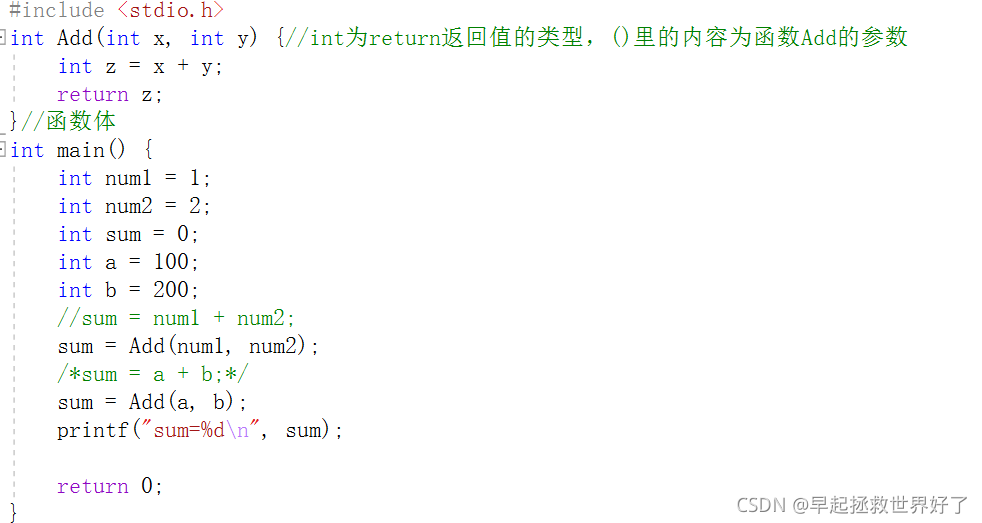 #include <stdio.h>
int Add(int x, int y) {//int为return返回值的类型，()里的内容为函数Add的参数
    int z = x + y;
    return z;
}//函数体
int main() {
    int num1 = 1;
    int num2 = 2;
    int sum = 0;
    int a = 100;
    int b = 200;
    //sum = num1 + num2;
    sum = Add(num1, num2);
    /*sum = a + b;*/
    sum = Add(a, b);
    printf("sum=%d\n", sum);
    return 0;
}
CSDN @早起拯救世界好了